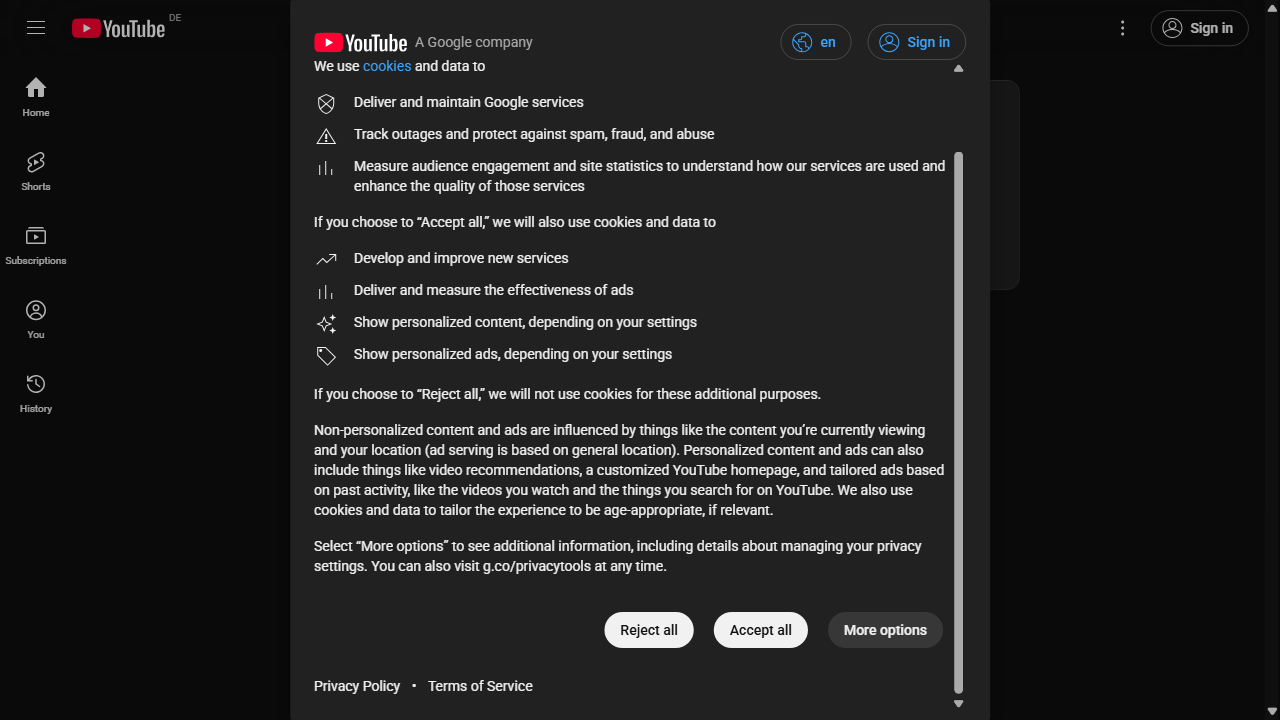 YouTube DE
Sign in
Home
Shorts
Subscriptions
You
History
YouTube A Google company
en
Sign in
We use cookies and data to
Deliver and maintain Google services
Track outages and protect against spam, fraud, and abuse
Measure audience engagement and site statistics to understand how our services are used and
enhance the quality of those services
If you choose to “Accept all,” we will also use cookies and data to
Develop and improve new services
Deliver and measure the effectiveness of ads
Show personalized content, depending on your settings
Show personalized ads, depending on your settings
If you choose to “Reject all,” we will not use cookies for these additional purposes.
Non-personalized content and ads are influenced by things like the content you’re currently viewing
and your location (ad serving is based on general location). Personalized content and ads can also
include things like video recommendations, a customized YouTube homepage, and tailored ads based
on past activity, like the videos you watch and the things you search for on YouTube. We also use
cookies and data to tailor the experience to be age-appropriate, if relevant.
Select “More options” to see additional information, including details about managing your privacy
settings. You can also visit g.co/privacytools at any time.
Reject all
Accept all
More options
Privacy Policy • Terms of Service